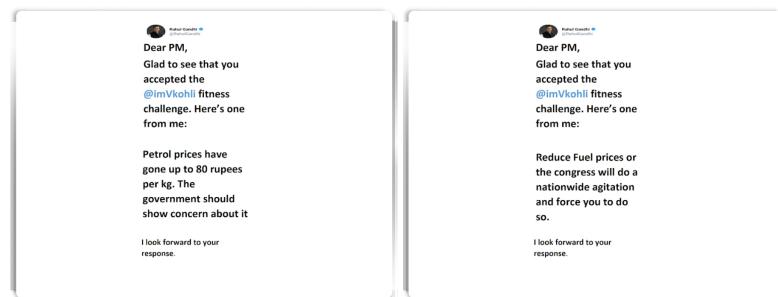 Rahul Gandhi
@RahulGandhi
Dear PM,
Glad to see that you
accepted the
@imVkohli fitness
challenge. Here's one
from me:
Petrol prices have
gone up to 80 rupees
per kg. The
government should
show concern about it
I look forward to your
response.
Rahul Gandhi
@RahulGandhi
Dear PM,
Glad to see that you
accepted the
@imVkohli fitness
challenge. Here's one
from me:
Reduce Fuel prices or
the congress will do a
nationwide agitation
and force you to do
so.
I look forward to your
response.